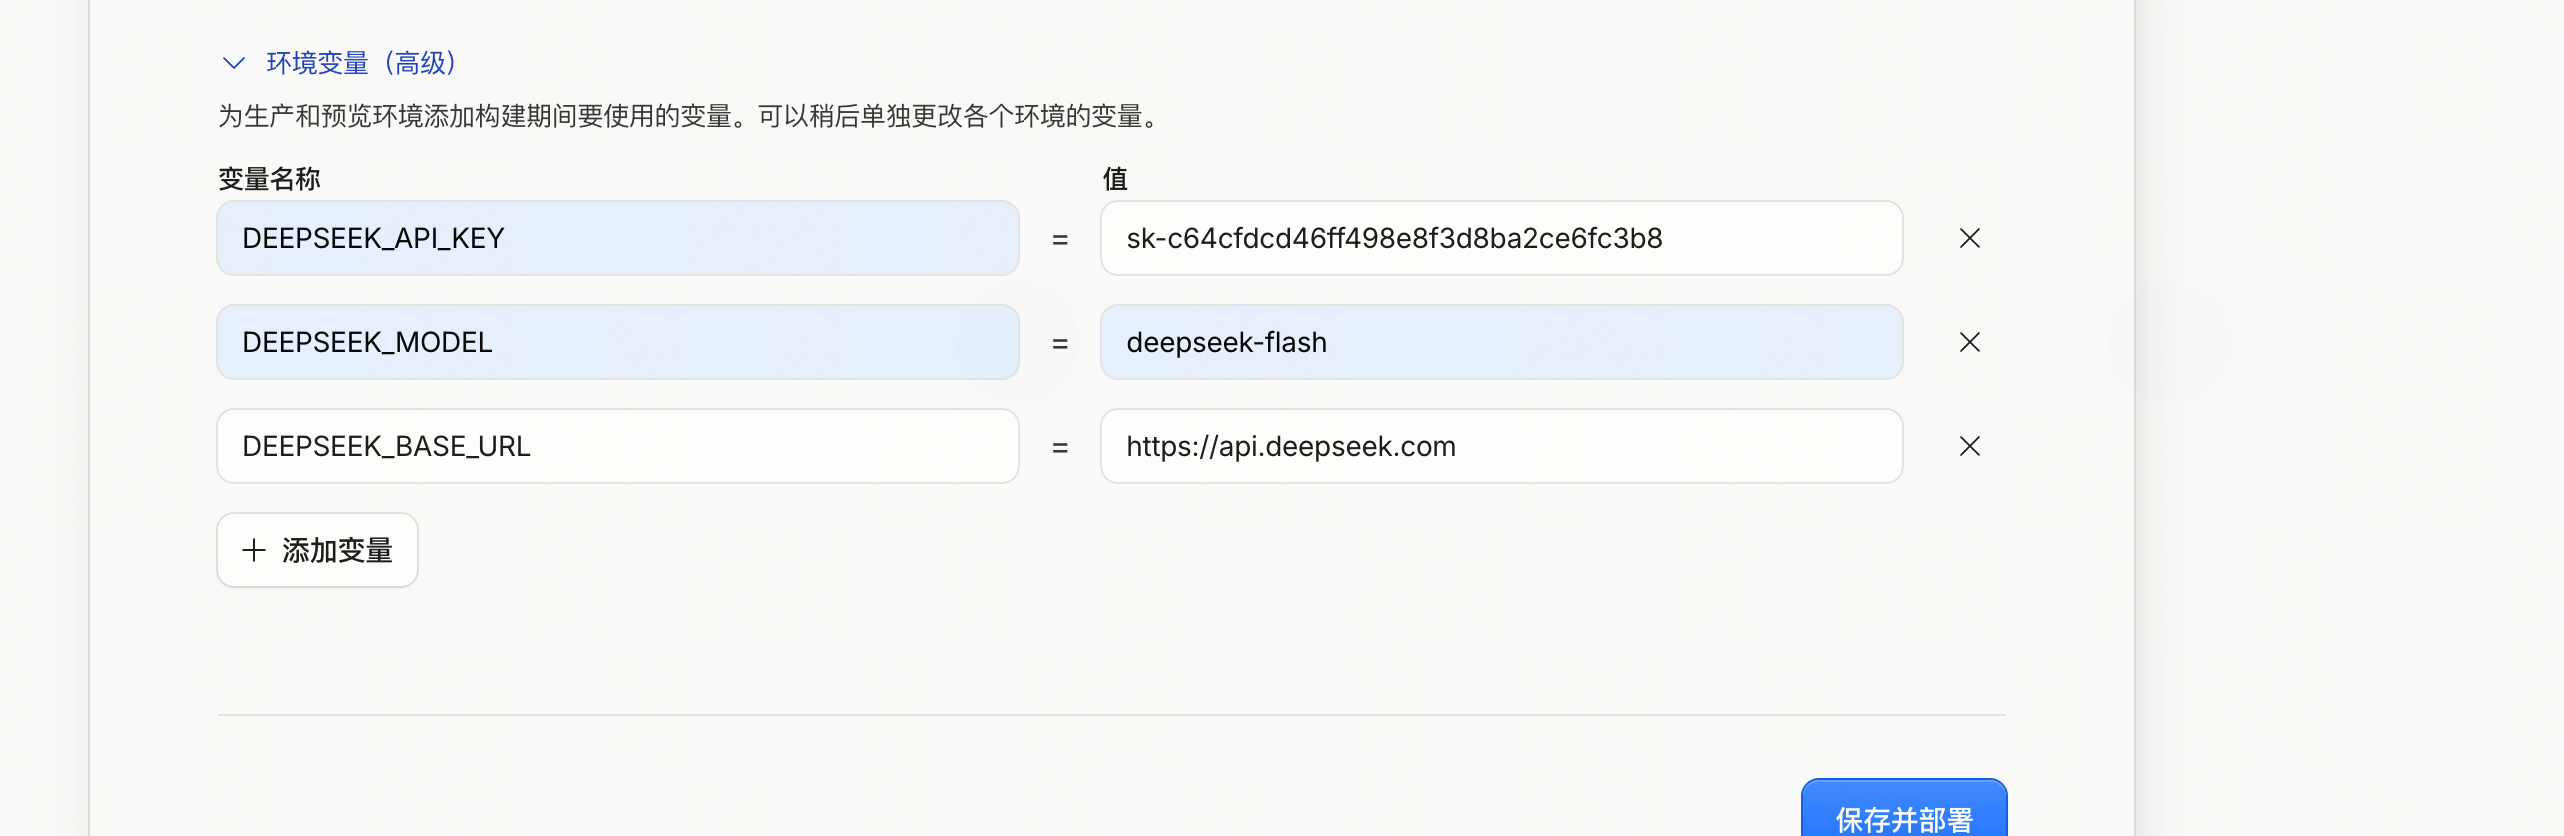 环境变量（高级）
为生产和预览环境添加构建期间要使用的变量。可以稍后单独更改各个环境的变量。
变量名称 值
DEEPSEEK_API_KEY = sk-c64cfdcd46ff498e8f3d8ba2ce6fc3b8
DEEPSEEK_MODEL = deepseek-flash
DEEPSEEK_BASE_URL = https://api.deepseek.com
添加变量
保存并部署